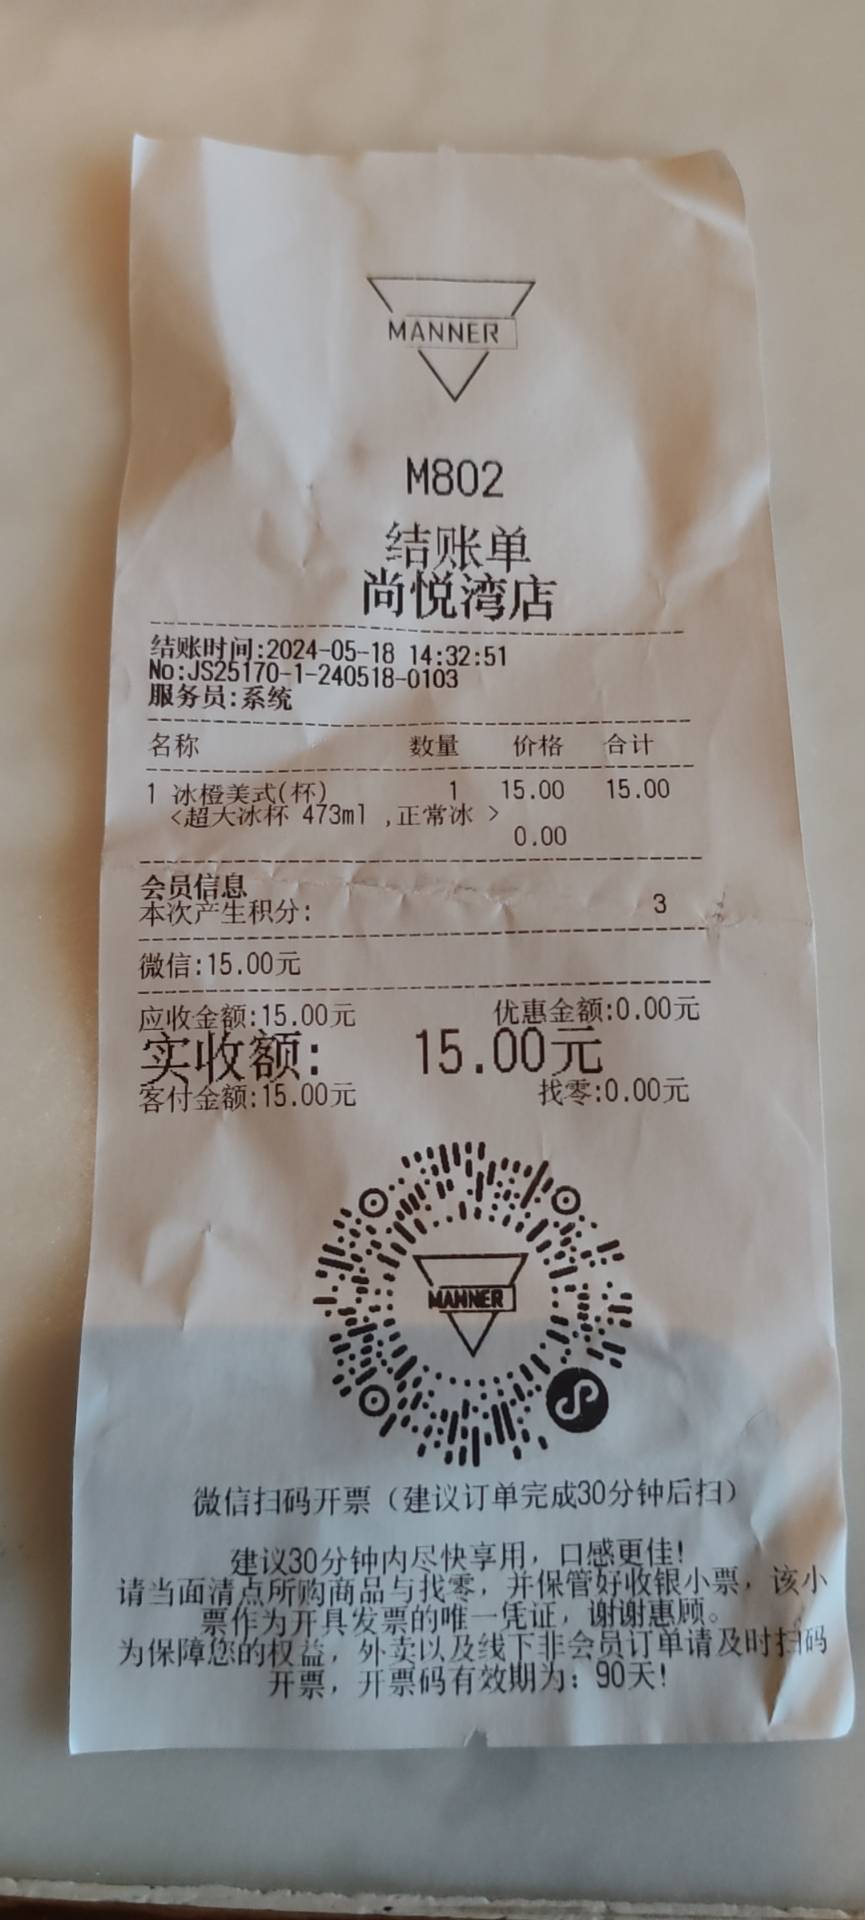 MANNER
M802
结账单
尚悦湾店
结账时间:2024-05-18 14:32:51
No:JS25170-1-240518-0103
服务员:系统
名称 数量 价格 合计
1 冰橙美式(杯) 1 15.00 15.00
<超大冰杯 473ml ,正常冰 >
0.00
会员信息
本次产生积分: 3
微信:15.00元
应收金额:15.00元 优惠金额:0.00元
实收额: 15.00元
客付金额:15.00元 找零:0.00元
MANNER
微信扫码开票（建议订单完成30分钟后扫）
建议30分钟内尽快享用，口感更佳!
请当面清点所购商品与找零，并保管好收银小票，该小
票作为开具发票的唯一凭证，谢谢惠顾。
为保障您的权益，外卖以及线下非会员订单请及时扫码
开票，开票码有效期为：90天!